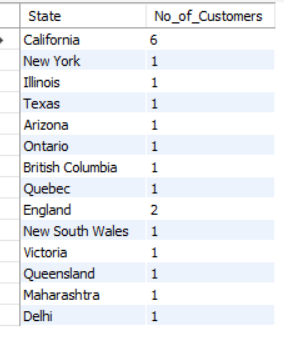 State No_of_Customers
California 6
New York 1
Illinois 1
Texas 1
Arizona 1
Ontario 1
British Columbia 1
Quebec 1
England 2
New South Wales 1
Victoria 1
Queensland 1
Maharashtra 1
Delhi 1